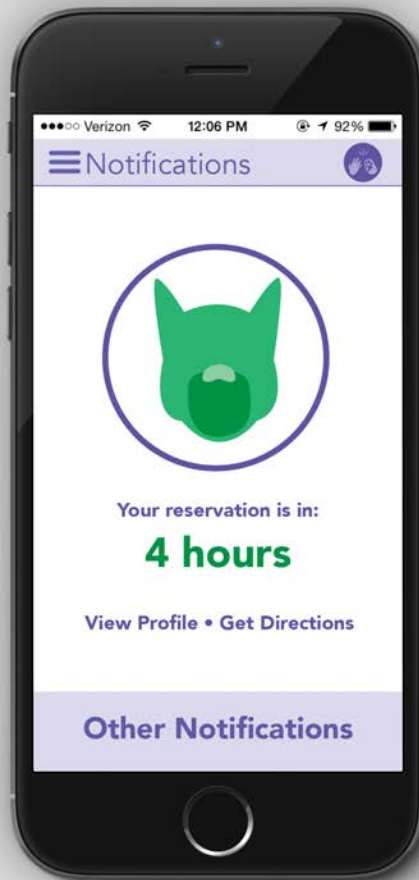 Verizon 12:06 PM 92%
Notifications
Your reservation is in:
4 hours
View Profile • Get Directions
Other Notifications